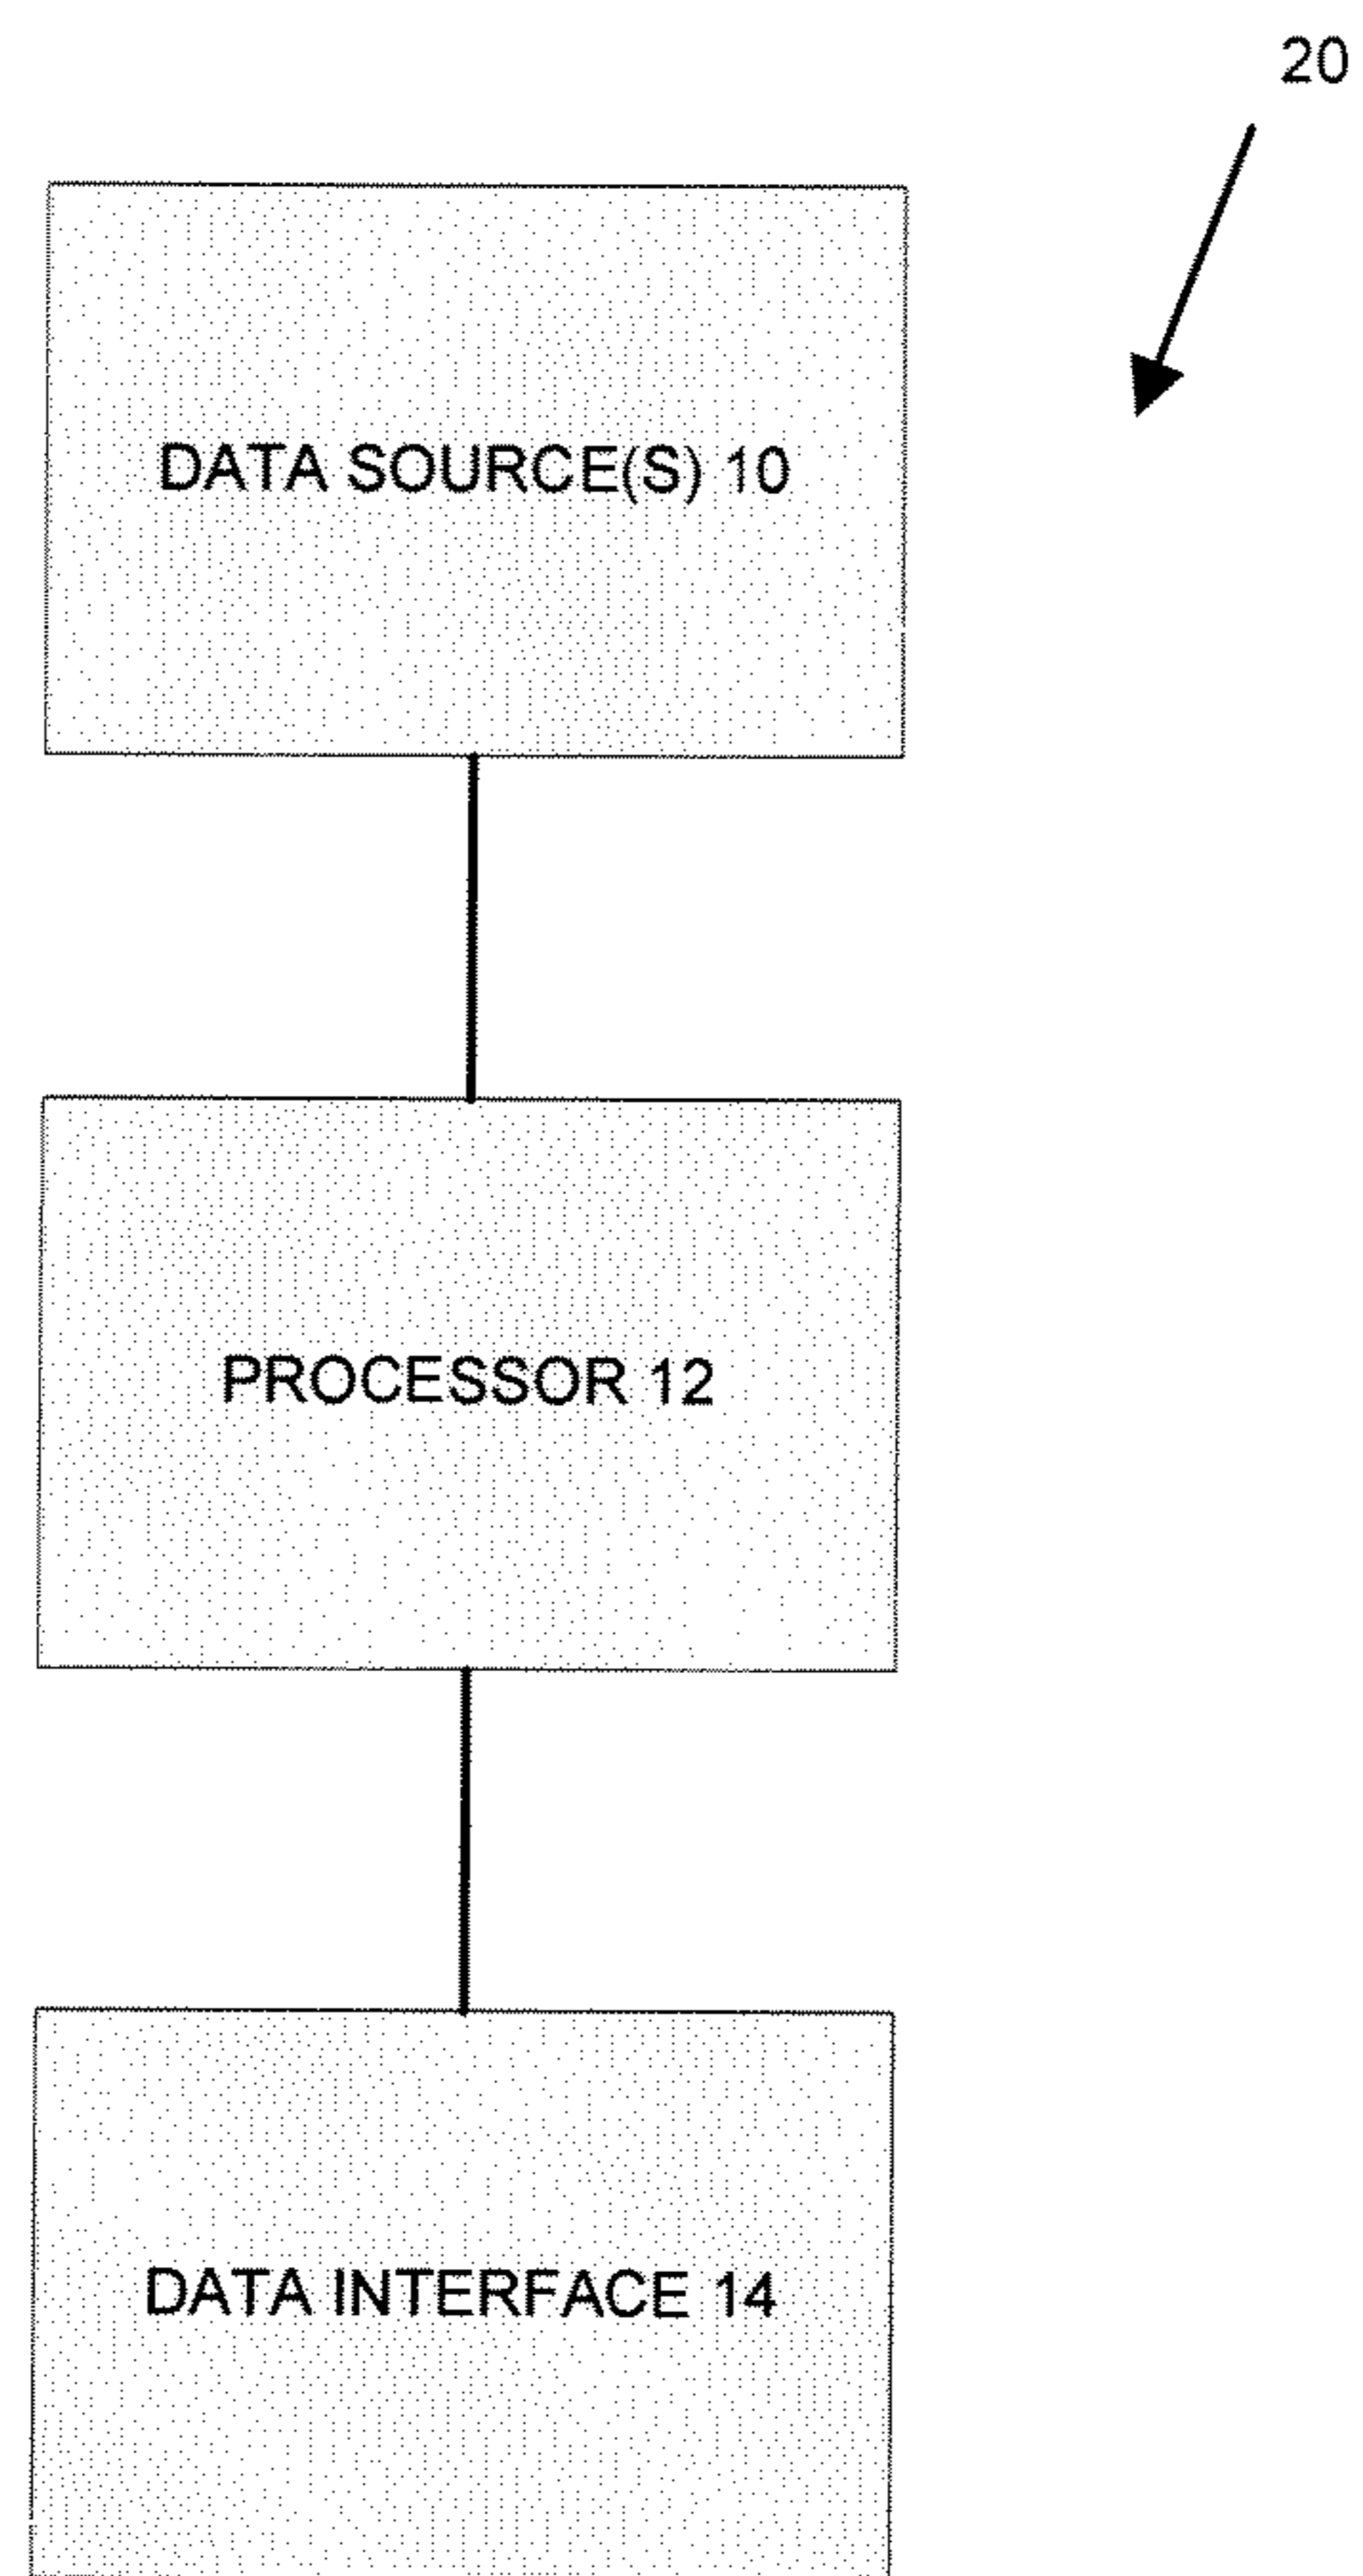 20
DATA SOURCE(S) 10
PROCESSOR 12
DATA INTERFACE 14